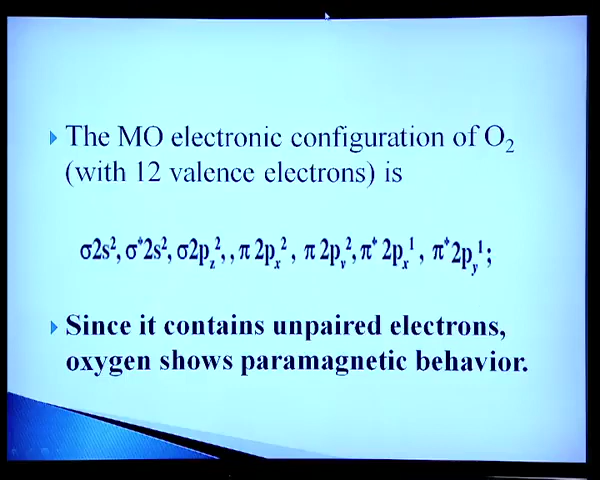 The MO electronic configuration of O₂
(with 12 valence electrons) is
σ2s², σ*2s², σ2p_z², , π 2p_x², π 2p_y², π* 2p_x¹, π* 2p_y¹;
Since it contains unpaired electrons,
oxygen shows paramagnetic behavior.